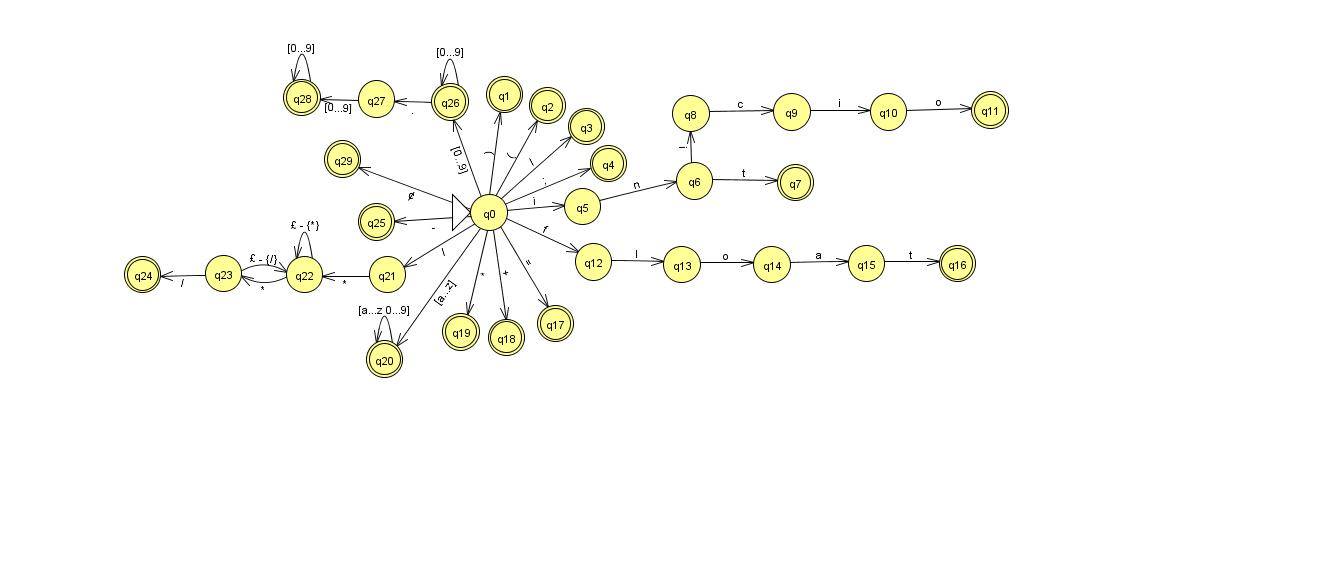 [0...9]
[0...9]
q28
q27
q26
q1
q2
q3
[0...9]
.
q8
c
q9
i
q10
o
q11
q29
[0...9]
(
)
q4
;
i
q5
n
q6
t
q7
i
q0
q25
-
q12
l
q13
o
q14
a
q15
t
q16
f
£ - {*}
£ - {/}
q24
/
q23
*
q22
*
q21
/
[a...z]
*
+
=
[a...z 0...9]
q20
q19
q18
q17